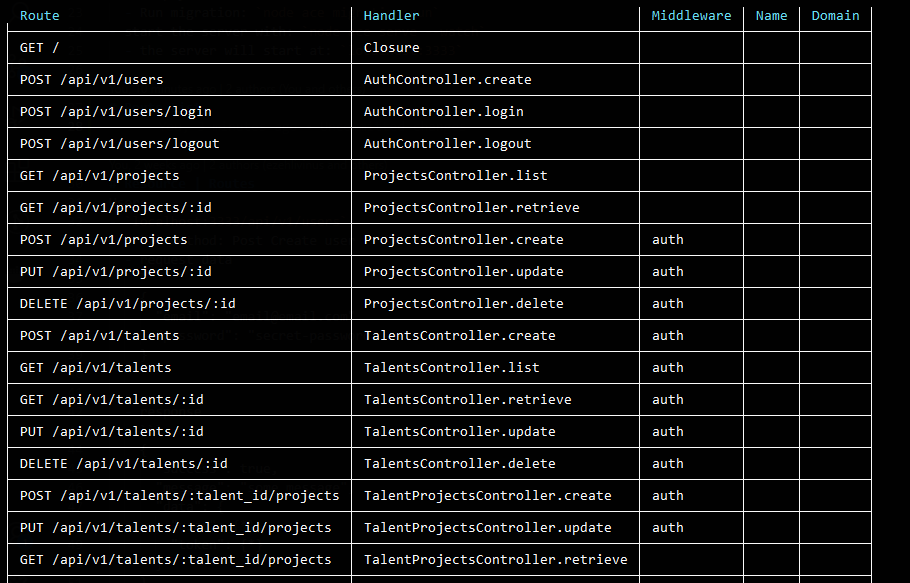 Route Handler Middleware Name Domain
GET / Closure
POST /api/v1/users AuthController.create
POST /api/v1/users/login AuthController.login
POST /api/v1/users/logout AuthController.logout
GET /api/v1/projects ProjectsController.list
GET /api/v1/projects/:id ProjectsController.retrieve
POST /api/v1/projects ProjectsController.create auth
PUT /api/v1/projects/:id ProjectsController.update auth
DELETE /api/v1/projects/:id ProjectsController.delete auth
POST /api/v1/talents TalentsController.create auth
GET /api/v1/talents TalentsController.list auth
GET /api/v1/talents/:id TalentsController.retrieve auth
PUT /api/v1/talents/:id TalentsController.update auth
DELETE /api/v1/talents/:id TalentsController.delete auth
POST /api/v1/talents/:talent_id/projects TalentProjectsController.create auth
PUT /api/v1/talents/:talent_id/projects TalentProjectsController.update auth
GET /api/v1/talents/:talent_id/projects TalentProjectsController.retrieve